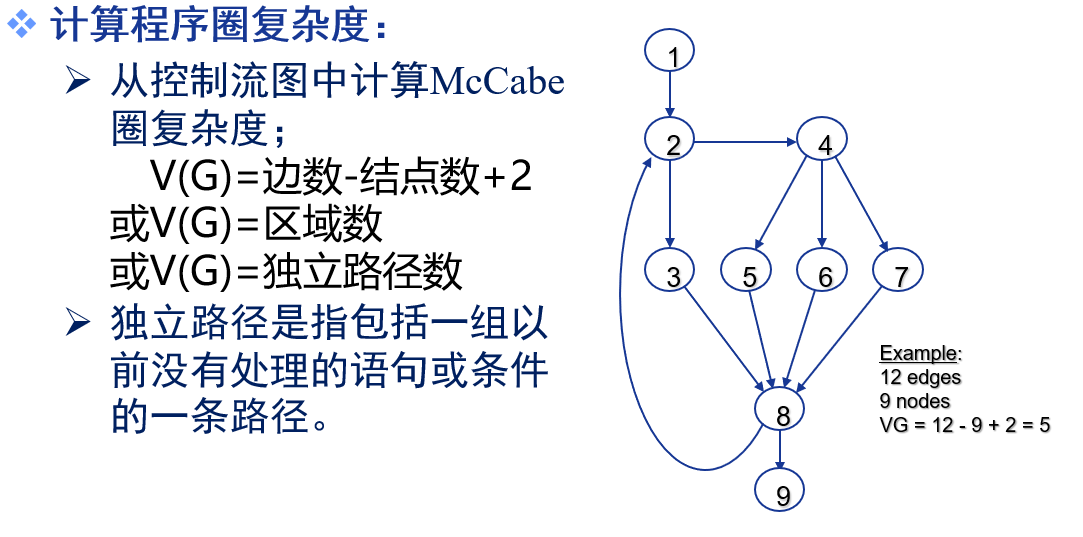 计算程序圈复杂度：
从控制流图中计算McCabe
圈复杂度；
V(G)=边数-结点数+2
或V(G)=区域数
或V(G)=独立路径数
独立路径是指包括一组以
前没有处理的语句或条件
的一条路径。
1
2
4
3
5
6
7
8
9
Example:
12 edges
9 nodes
VG = 12 - 9 + 2 = 5